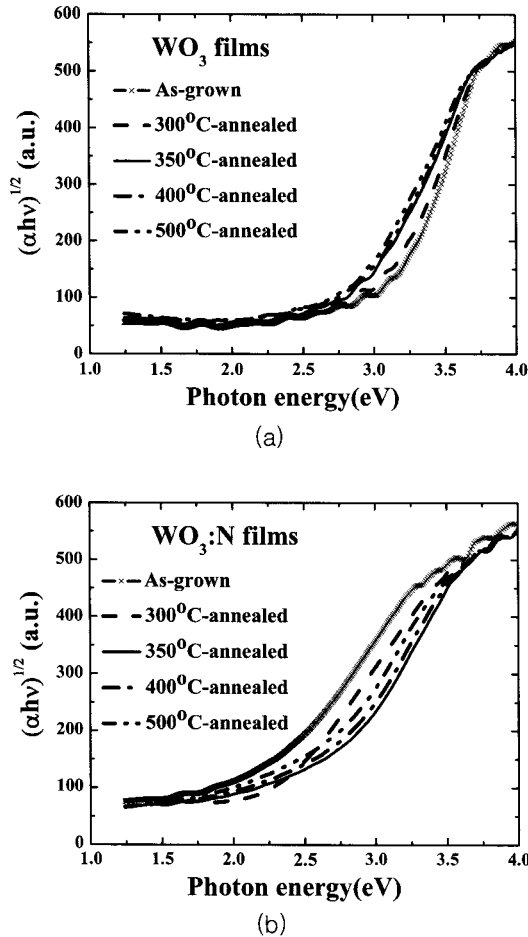 600
500
400
300
200
100
0
(αhν)^1/2 (a.u.)
WO3 films
As-grown
300°C-annealed
350°C-annealed
400°C-annealed
500°C-annealed
1.0 1.5 2.0 2.5 3.0 3.5 4.0
Photon energy(eV)
(a)
600
500
400
300
200
100
0
(αhν)^1/2 (a.u.)
WO3:N films
As-grown
300°C-annealed
350°C-annealed
400°C-annealed
500°C-annealed
1.0 1.5 2.0 2.5 3.0 3.5 4.0
Photon energy(eV)
(b)